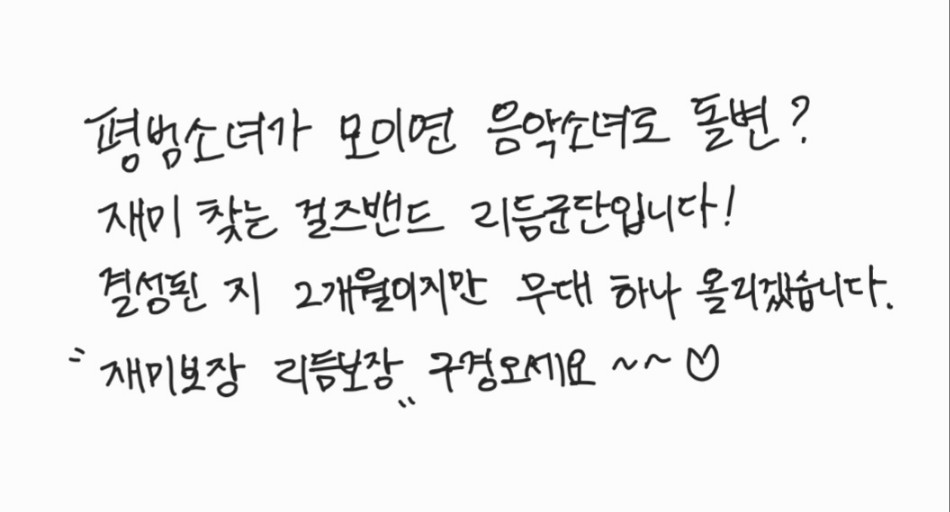 평범소녀가 모이면 음악소녀로 돌변?
재미 찾는 걸즈밴드 리듬군단입니다!
결성된 지 2개월이지만 무대 하나 올리겠습니다.
"재미보장 리듬보장" 구경오세요 ~~♡